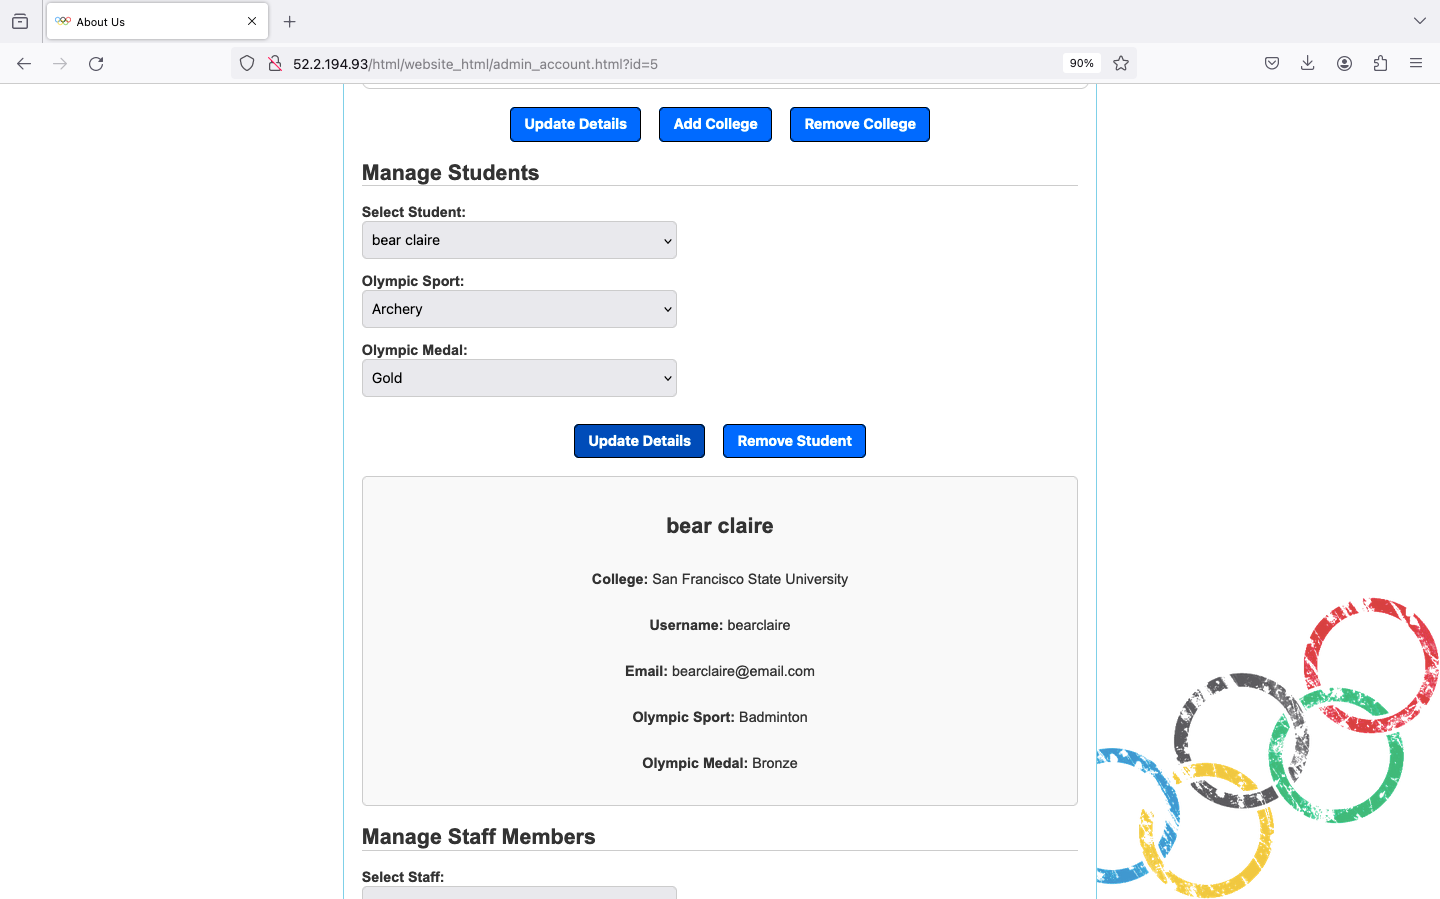 About Us
52.2.194.93/html/website_html/admin_account.html?id=5
90%
Update Details Add College Remove College
Manage Students
Select Student:
bear claire
Olympic Sport:
Archery
Olympic Medal:
Gold
Update Details Remove Student
bear claire
College: San Francisco State University
Username: bearclaire
Email: bearclaire@email.com
Olympic Sport: Badminton
Olympic Medal: Bronze
Manage Staff Members
Select Staff: